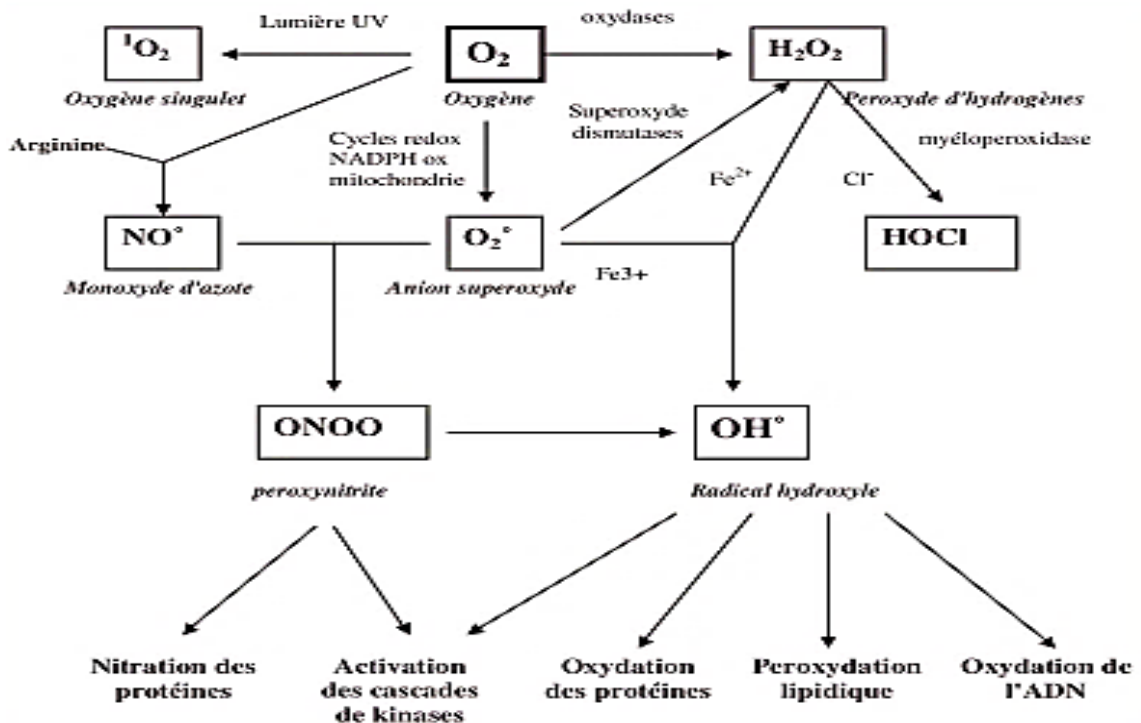 Lumière UV
oxydases
¹O₂
O₂
H₂O₂
Oxygène singulet
Oxygène
Peroxyde d'hydrogènes
Superoxyde
dismutases
Arginine
Cycles redox
NADPH ox
mitochondrie
myéloperoxidase
Fe²⁺
Cl⁻
NO°
O₂°
HOCl
Monoxyde d'azote
Anion superoxyde
Fe3+
ONOO
OH°
peroxynitrite
Radical hydroxyle
Nitration des
protéines
Activation
des cascades
de kinases
Oxydation
des protéines
Peroxydation
lipidique
Oxydation de
l'ADN